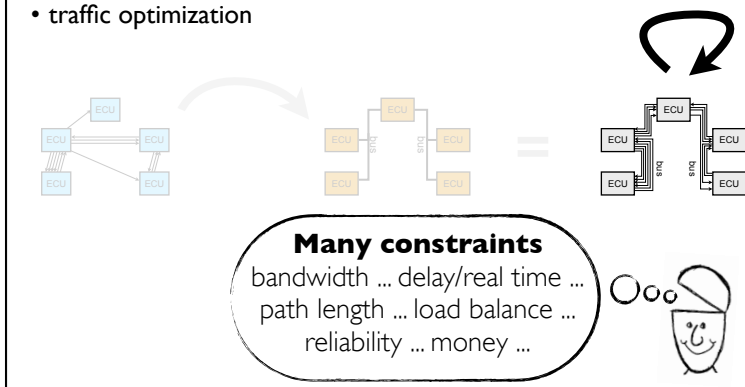 • traffic optimization
ECU
ECU
ECU
ECU
ECU
ECU
ECU
ECU
bus
bus
ECU
ECU
ECU
=
ECU
ECU
ECU
bus
bus
ECU
ECU
Many constraints
bandwidth ... delay/real time ...
path length ... load balance ...
reliability ... money ...